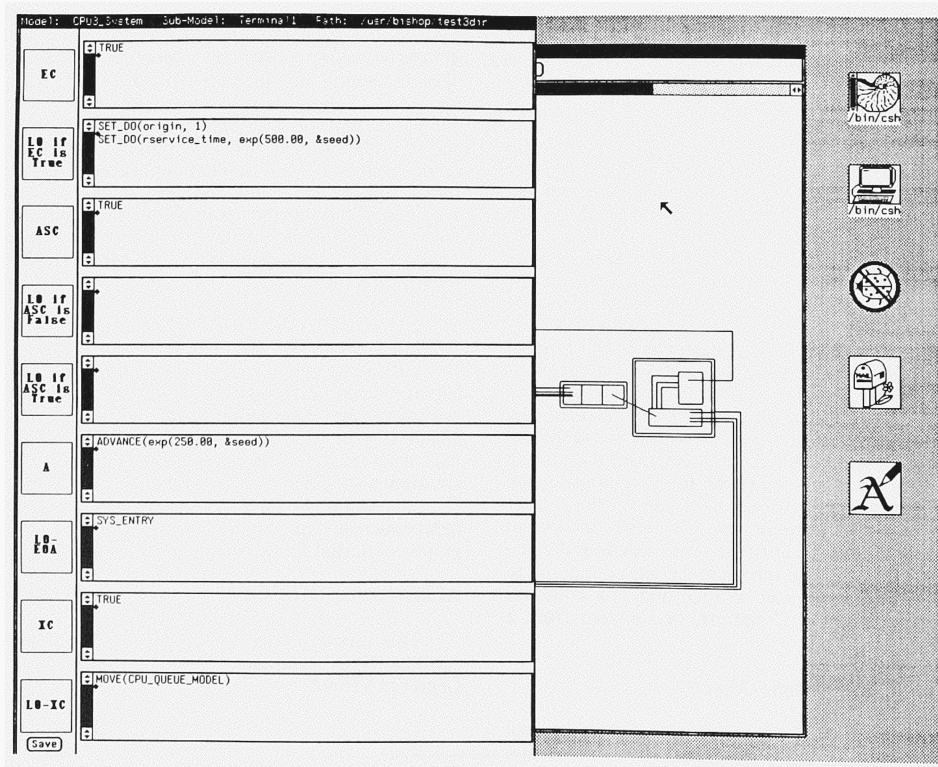 Model: CPU3_System Sub-Model: Terminal1 Path: /usr/bishop/test3dir
EC
TRUE
LO if
EC is
True
SET_DO(origin, 1)
SET_DO(rservice_time, exp(500.00, &seed))
ASC
TRUE
LO if
ASC is
False
LO if
ASC is
True
A
ADVANCE(exp(250.00, &seed))
LO-
EOA
SYS_ENTRY
XC
TRUE
LO-XC
MOVE(CPU_QUEUE_MODEL)
Save
/bin/csh
/bin/csh
MAIL
A